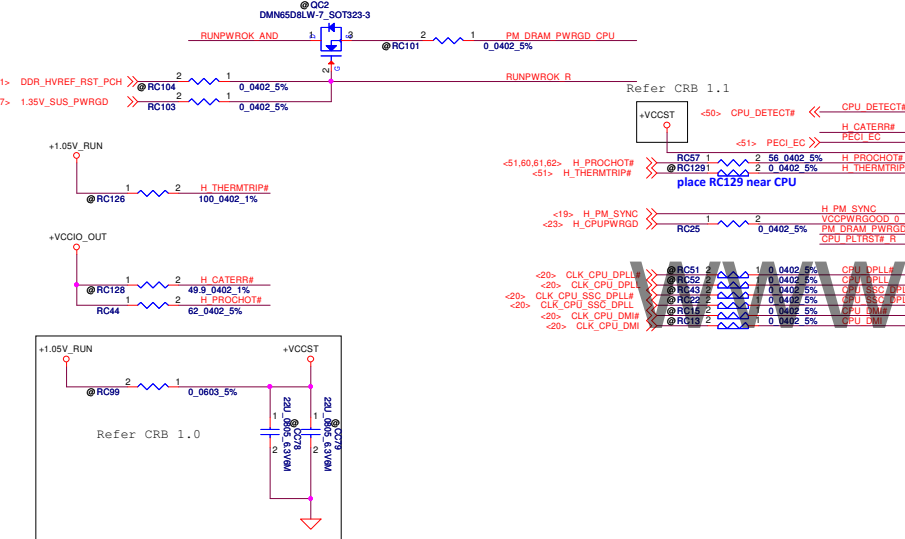 @ QC2
DMN65D8LW-7_SOT323-3
RUNPWROK_AND
3
PM_DRAM_PWRGD_CPU
@ RC101
2
1
0_0402_5%
2
G
1> DDR_HVREF_RST_PCH
@ RC104
2
1
0_0402_5%
RUNPWROK_R
7> 1.35V_SUS_PWRGD
RC103
2
1
0_0402_5%
Refer CRB 1.1
+VCCST
<50> CPU_DETECT#
CPU_DETECT#
H_CATERR#
<51> PECI_EC
PECI_EC
<51,60,61,62> H_PROCHOT#
RC57 1
2 56_0402_5%
H_PROCHOT#
<51> H_THERMTRIP#
@ RC129 1
2 0_0402_5%
H_THERMTRIP
place RC129 near CPU
+1.05V_RUN
@ RC126
1
2
H_THERMTRIP#
100_0402_1%
<19> H_PM_SYNC
H_PM_SYNC
<23> H_CPUPWRGD
RC25
1
2
0_0402_5%
VCCPWRGOOD_0
PM_DRAM_PWRGD
CPU_PLTRST#_R
+VCCIO_OUT
@ RC128
1
2
H_CATERR#
49.9_0402_1%
RC44
1
2
H_PROCHOT#
62_0402_5%
<20> CLK_CPU_DPLL#
@ RC51 2
1 0_0402_5%
CPU_DPLL#
<20> CLK_CPU_DPLL
@ RC52 2
1 0_0402_5%
CPU_DPLL
<20> CLK_CPU_SSC_DPLL#
@ RC43 2
1 0_0402_5%
CPU_SSC_DPL
<20> CLK_CPU_SSC_DPLL
@ RC22 2
1 0_0402_5%
CPU_SSC_DPL
<20> CLK_CPU_DMI#
@ RC15 2
1 0_0402_5%
CPU_DMI#
<20> CLK_CPU_DMI
@ RC13 2
1 0_0402_5%
CPU_DMI
WWW
+1.05V_RUN
+VCCST
@ RC99
2
1
0_0603_5%
Refer CRB 1.0
1
2
22U_0805_6.3V6M
@ CC78
1
2
22U_0805_6.3V6M
@ CC79